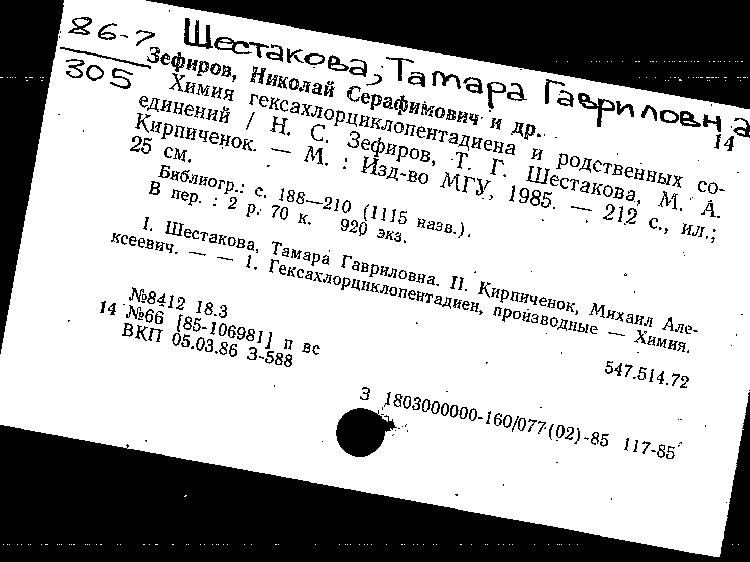 86-7
305
Шестакова, Тамара Гавриловна
14
Зефиров, Николай Серафимович и др.
Химия гексахлорциклопентадиена и родственных со-
единений / Н. С. Зефиров, Т. Г. Шестакова, М. А.
Кирпиченок. — М. : Изд-во МГУ, 1985. — 212 с., ил.;
25 см.
Библиогр.: с. 188—210 (1115 назв.).
В пер. : 2 р. 70 к. 920 экз.
I. Шестакова, Тамара Гавриловна. II. Кирпиченок, Михаил Але-
ксеевич. — — 1. Гексахлорциклопентадиен, производные — Химия.
547.514.72
№8412 18.3
14 №66 [85-106981] п вс
ВКП 05.03.86 З-588
З 1803000000-160/077(02)-85 117-85